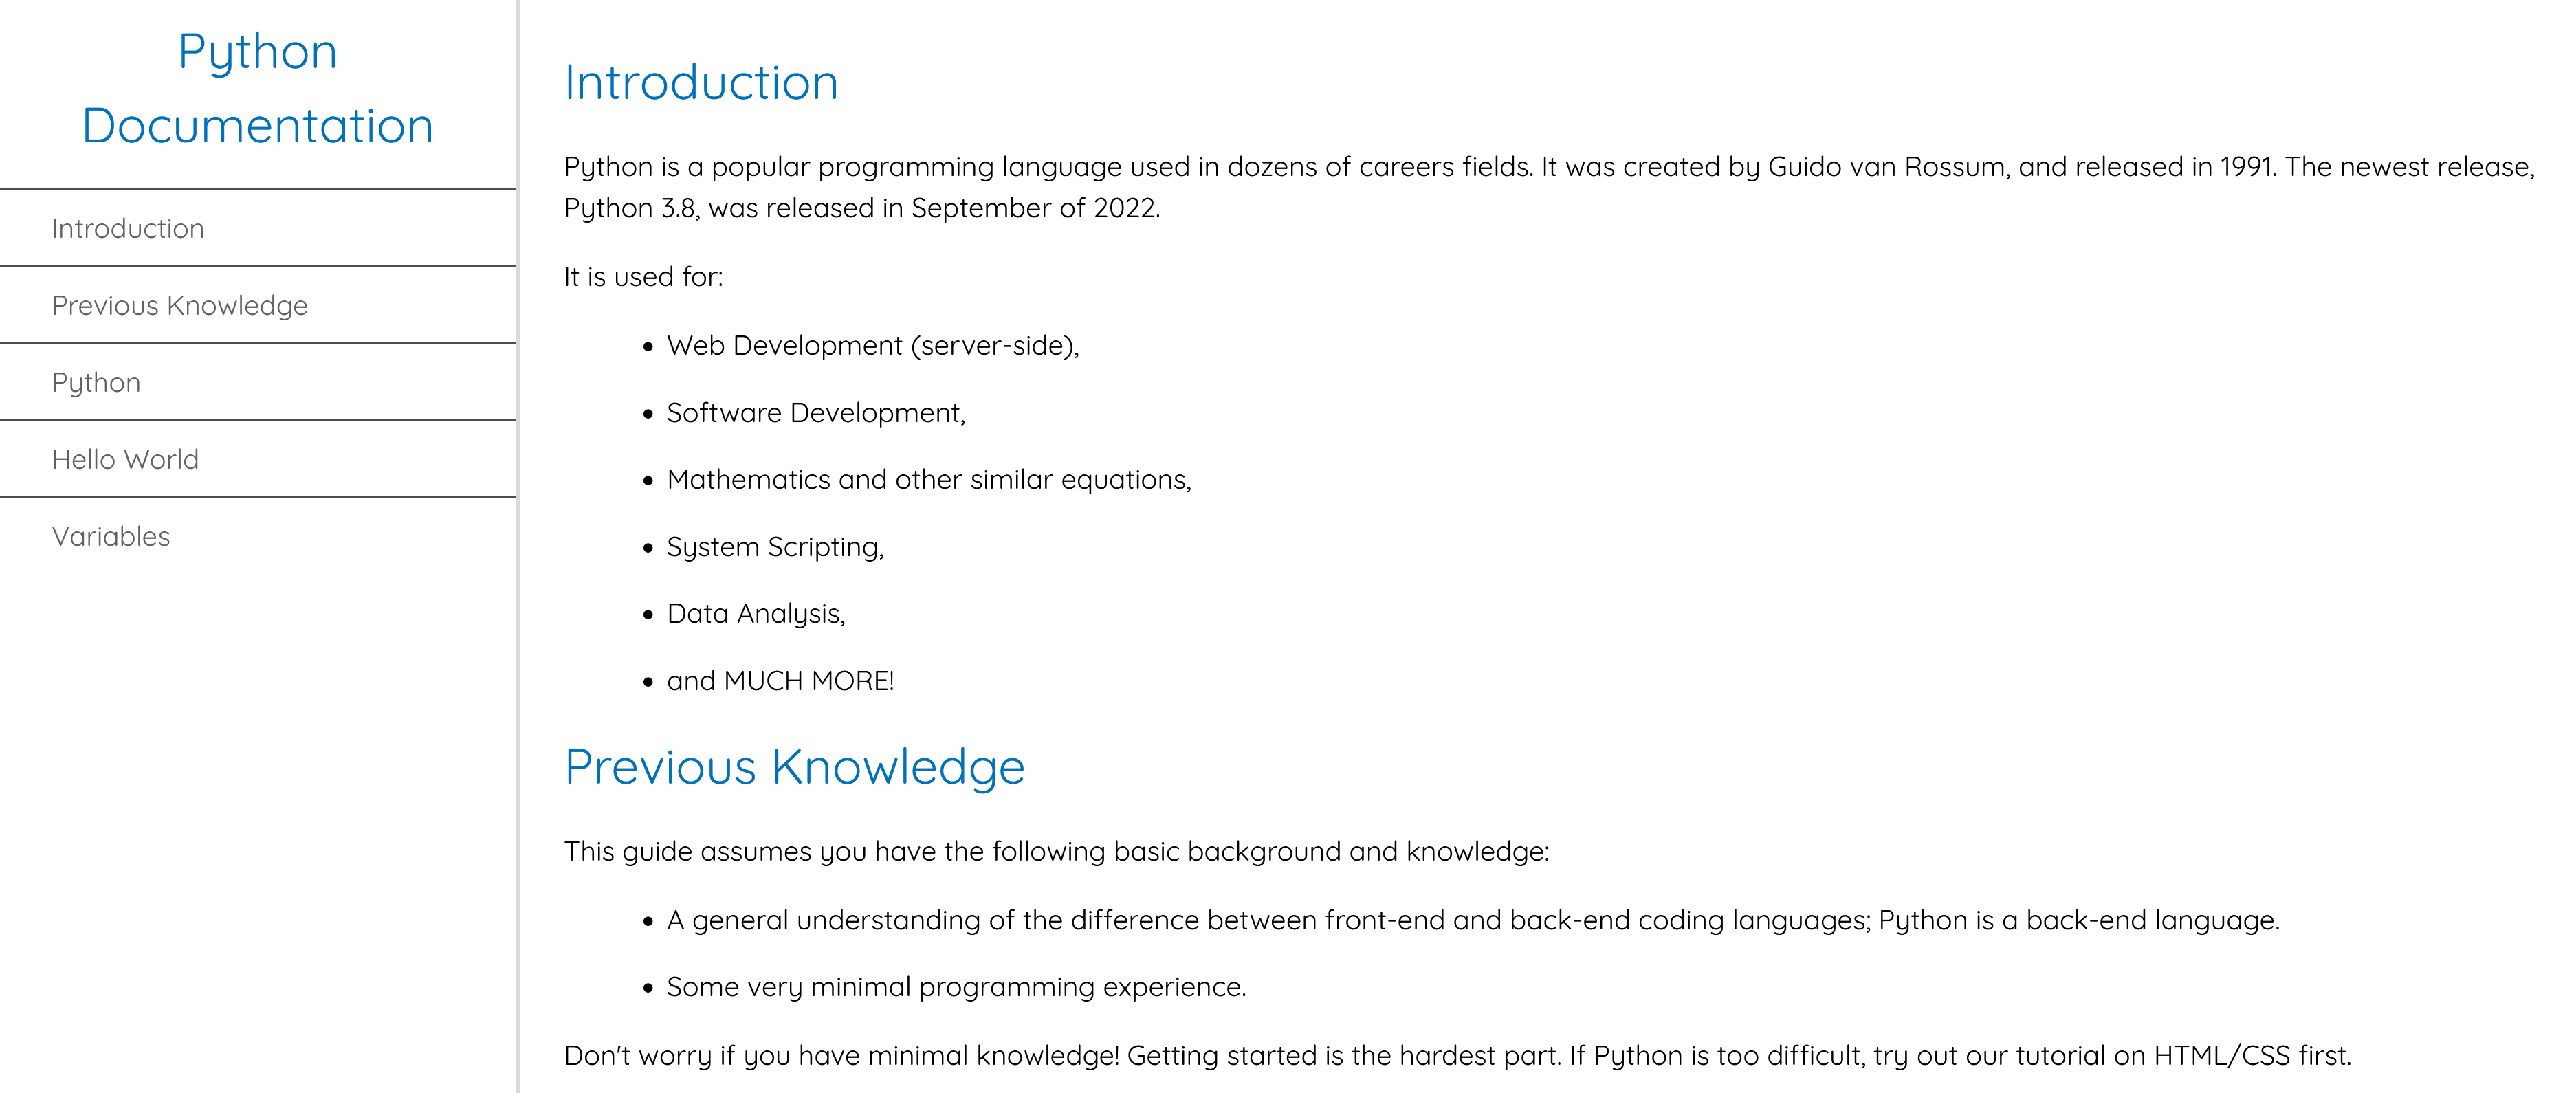 Python
Documentation
Introduction
Previous Knowledge
Python
Hello World
Variables
Introduction
Python is a popular programming language used in dozens of careers fields. It was created by Guido van Rossum, and released in 1991. The newest release,
Python 3.8, was released in September of 2022.
It is used for:
• Web Development (server-side),
• Software Development,
• Mathematics and other similar equations,
• System Scripting,
• Data Analysis,
• and MUCH MORE!
Previous Knowledge
This guide assumes you have the following basic background and knowledge:
• A general understanding of the difference between front-end and back-end coding languages; Python is a back-end language.
• Some very minimal programming experience.
Don't worry if you have minimal knowledge! Getting started is the hardest part. If Python is too difficult, try out our tutorial on HTML/CSS first.